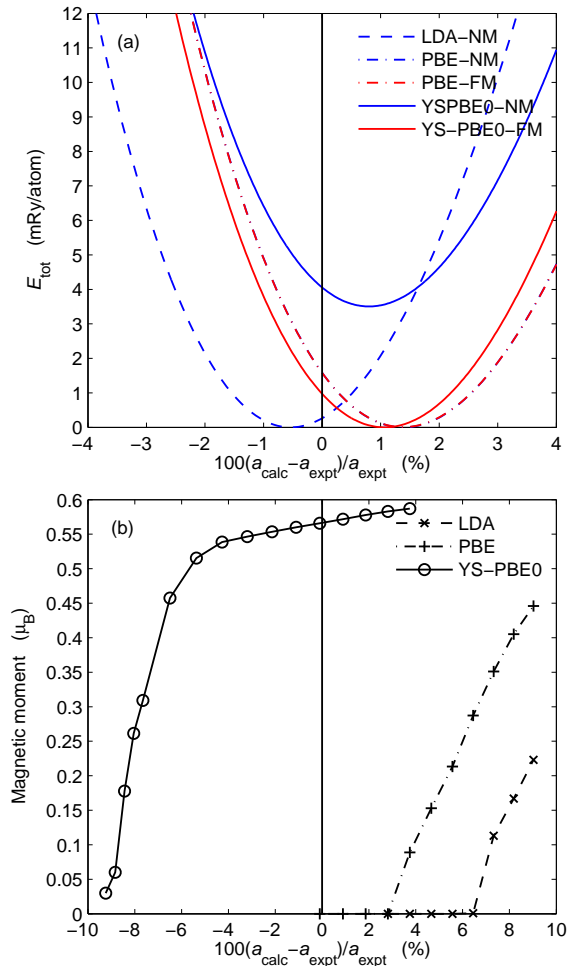 12
11
10
9
8
7
6
5
4
3
2
1
0
E_tot (mRy/atom)
(a)
LDA−NM
PBE−NM
PBE−FM
YSPBE0−NM
YS−PBE0−FM
−4 −3 −2 −1 0 1 2 3 4
100(a_calc−a_expt)/a_expt (%)
0.6
0.55
0.5
0.45
0.4
0.35
0.3
0.25
0.2
0.15
0.1
0.05
0
Magnetic moment (μ_B)
(b)
LDA
PBE
YS−PBE0
−10 −8 −6 −4 −2 0 2 4 6 8 10
100(a_calc−a_expt)/a_expt (%)